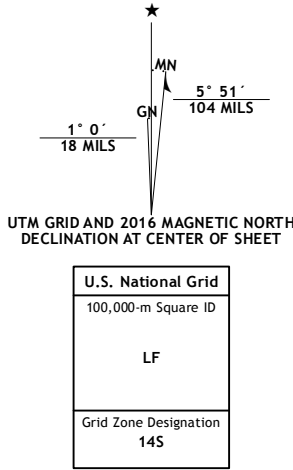 ★
MN
GN
5° 51´
104 MILS
1° 0´
18 MILS
UTM GRID AND 2016 MAGNETIC NORTH
DECLINATION AT CENTER OF SHEET
U.S. National Grid
100,000-m Square ID
LF
Grid Zone Designation
14S